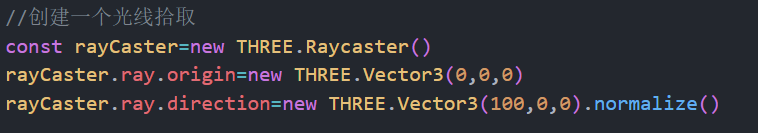 //创建一个光线拾取
const rayCaster=new THREE.Raycaster()
rayCaster.ray.origin=new THREE.Vector3(0,0,0)
rayCaster.ray.direction=new THREE.Vector3(100,0,0).normalize()